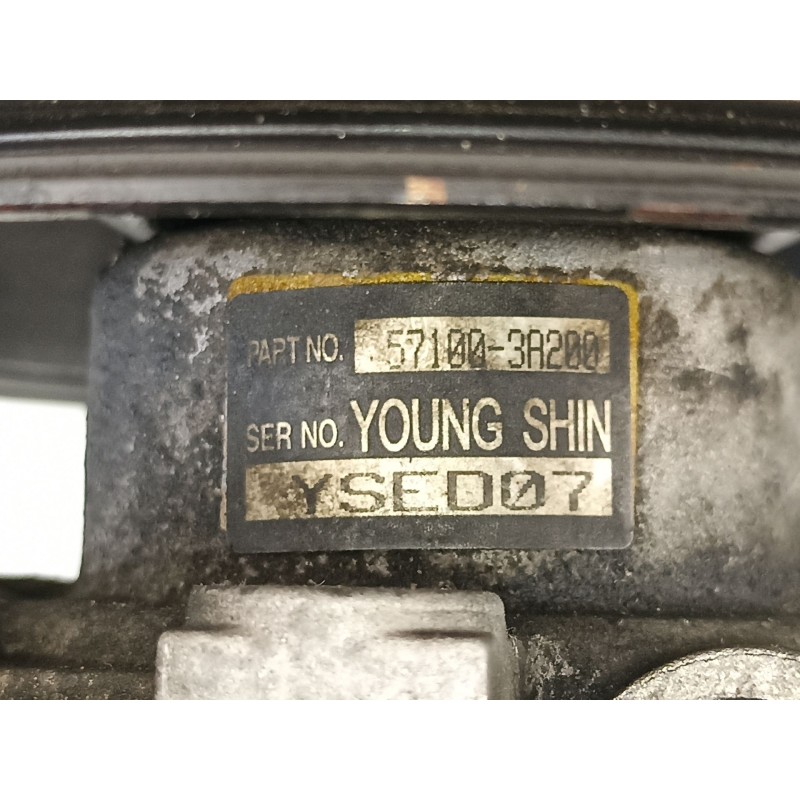 PART NO. 57100-3A200
SER NO. YOUNG SHIN
YSED07